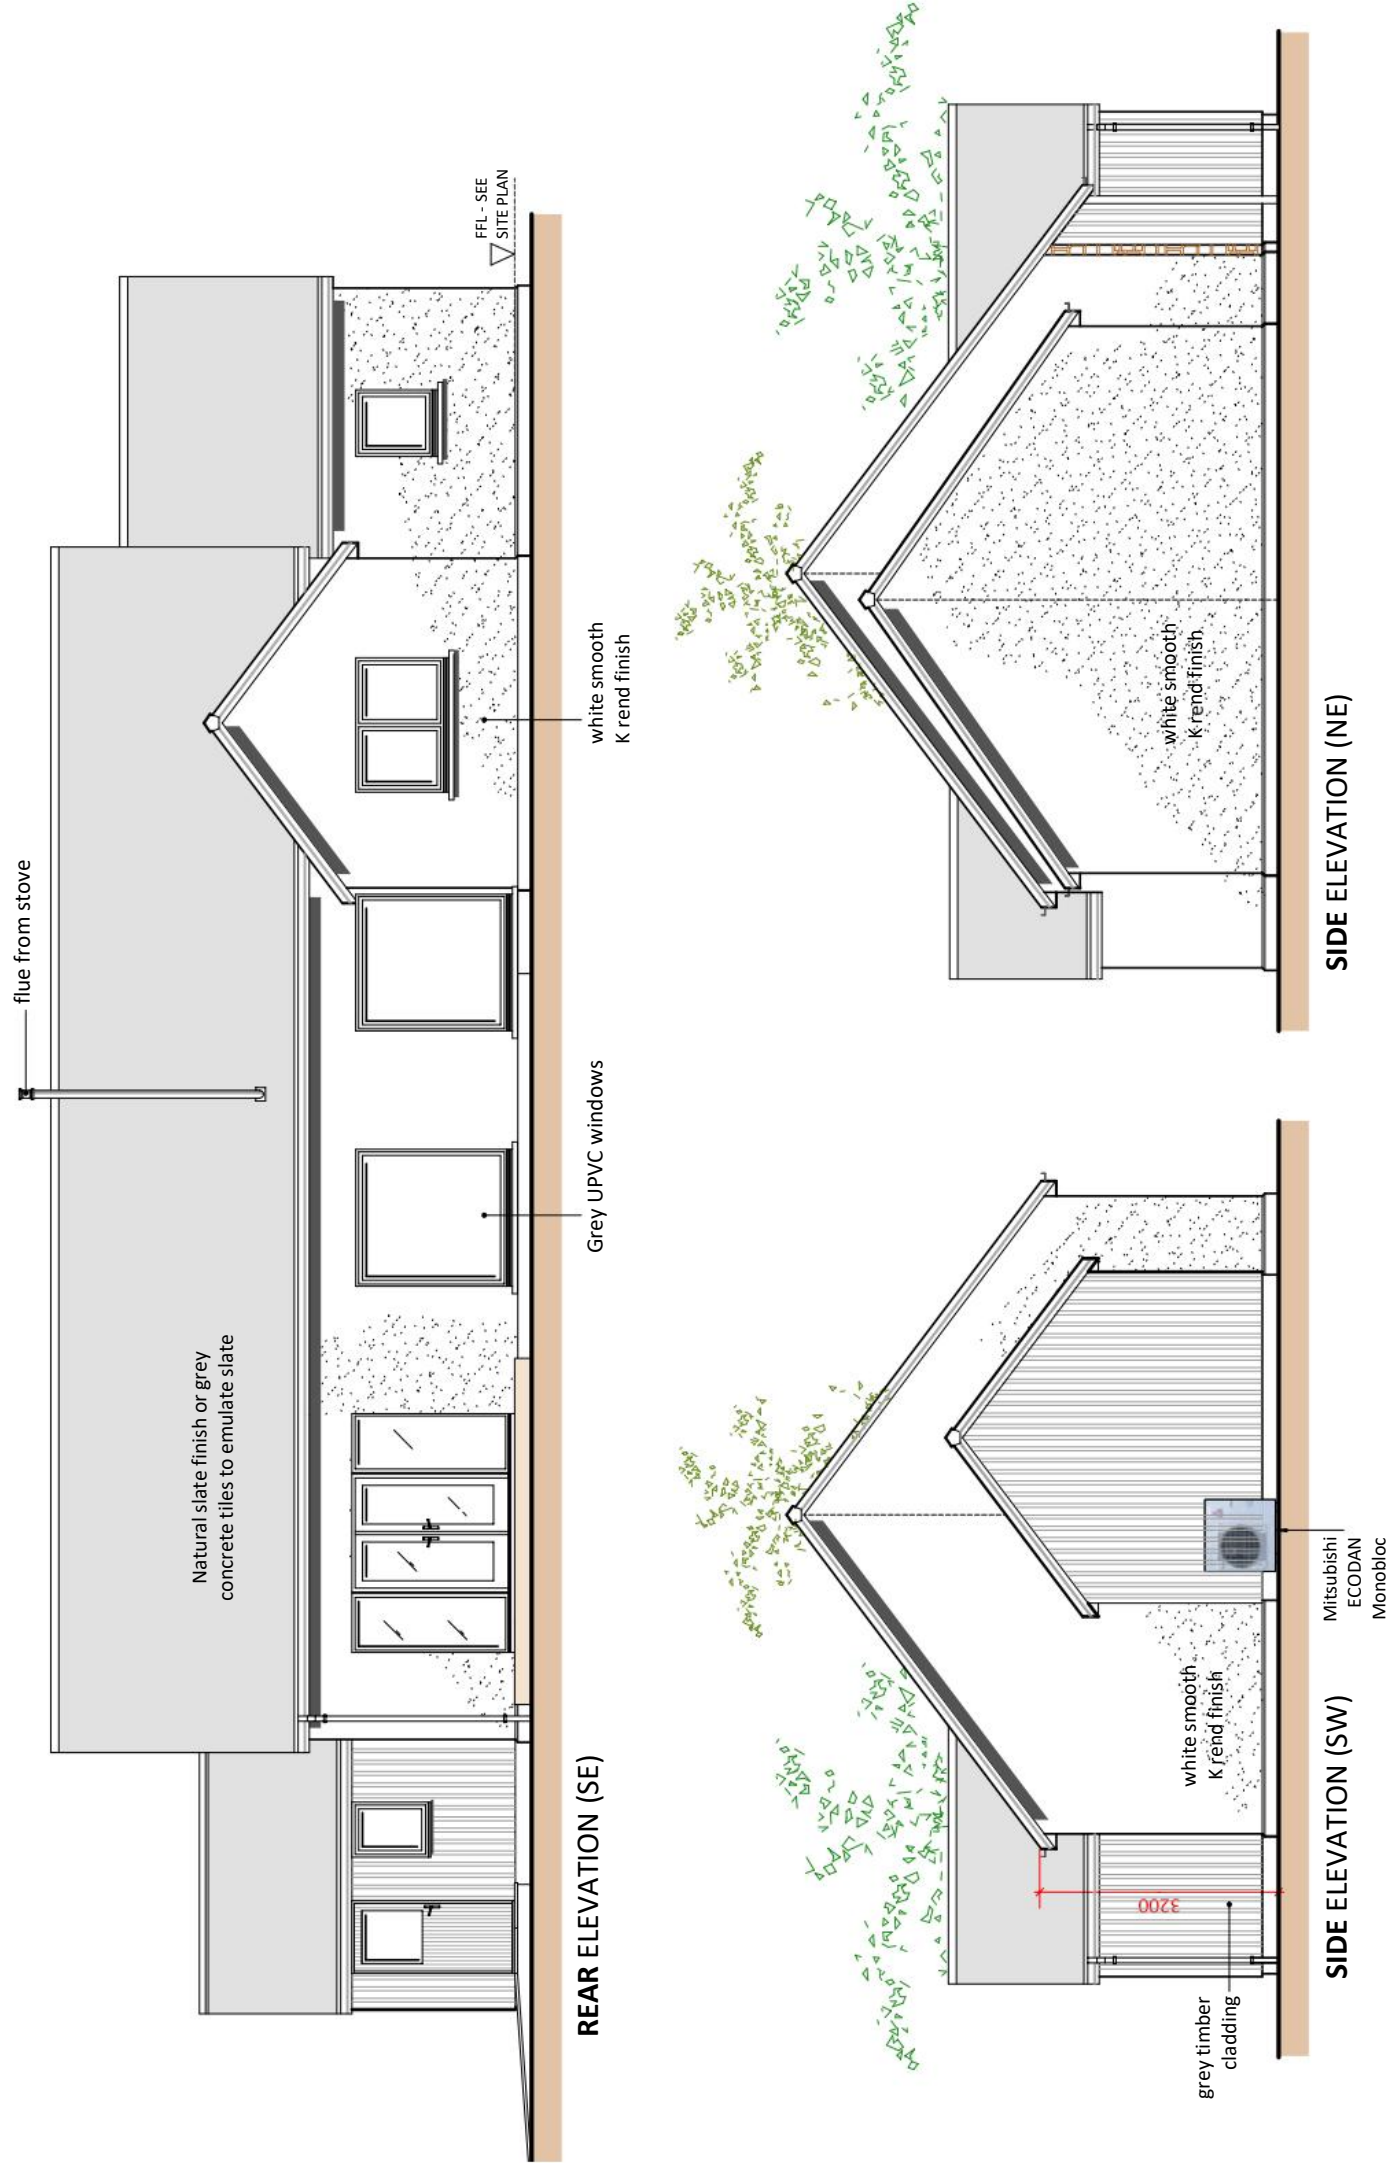 flue from stove
Natural slate finish or grey
concrete tiles to emulate slate
FFL - SEE
SITE PLAN
Grey UPVC windows
white smooth
K rend finish
REAR ELEVATION (SE)
3200
grey timber
cladding
white smooth
K rend finish
Mitsubishi
ECODAN
Monobloc
SIDE ELEVATION (SW)
white smooth
K rend finish
SIDE ELEVATION (NE)